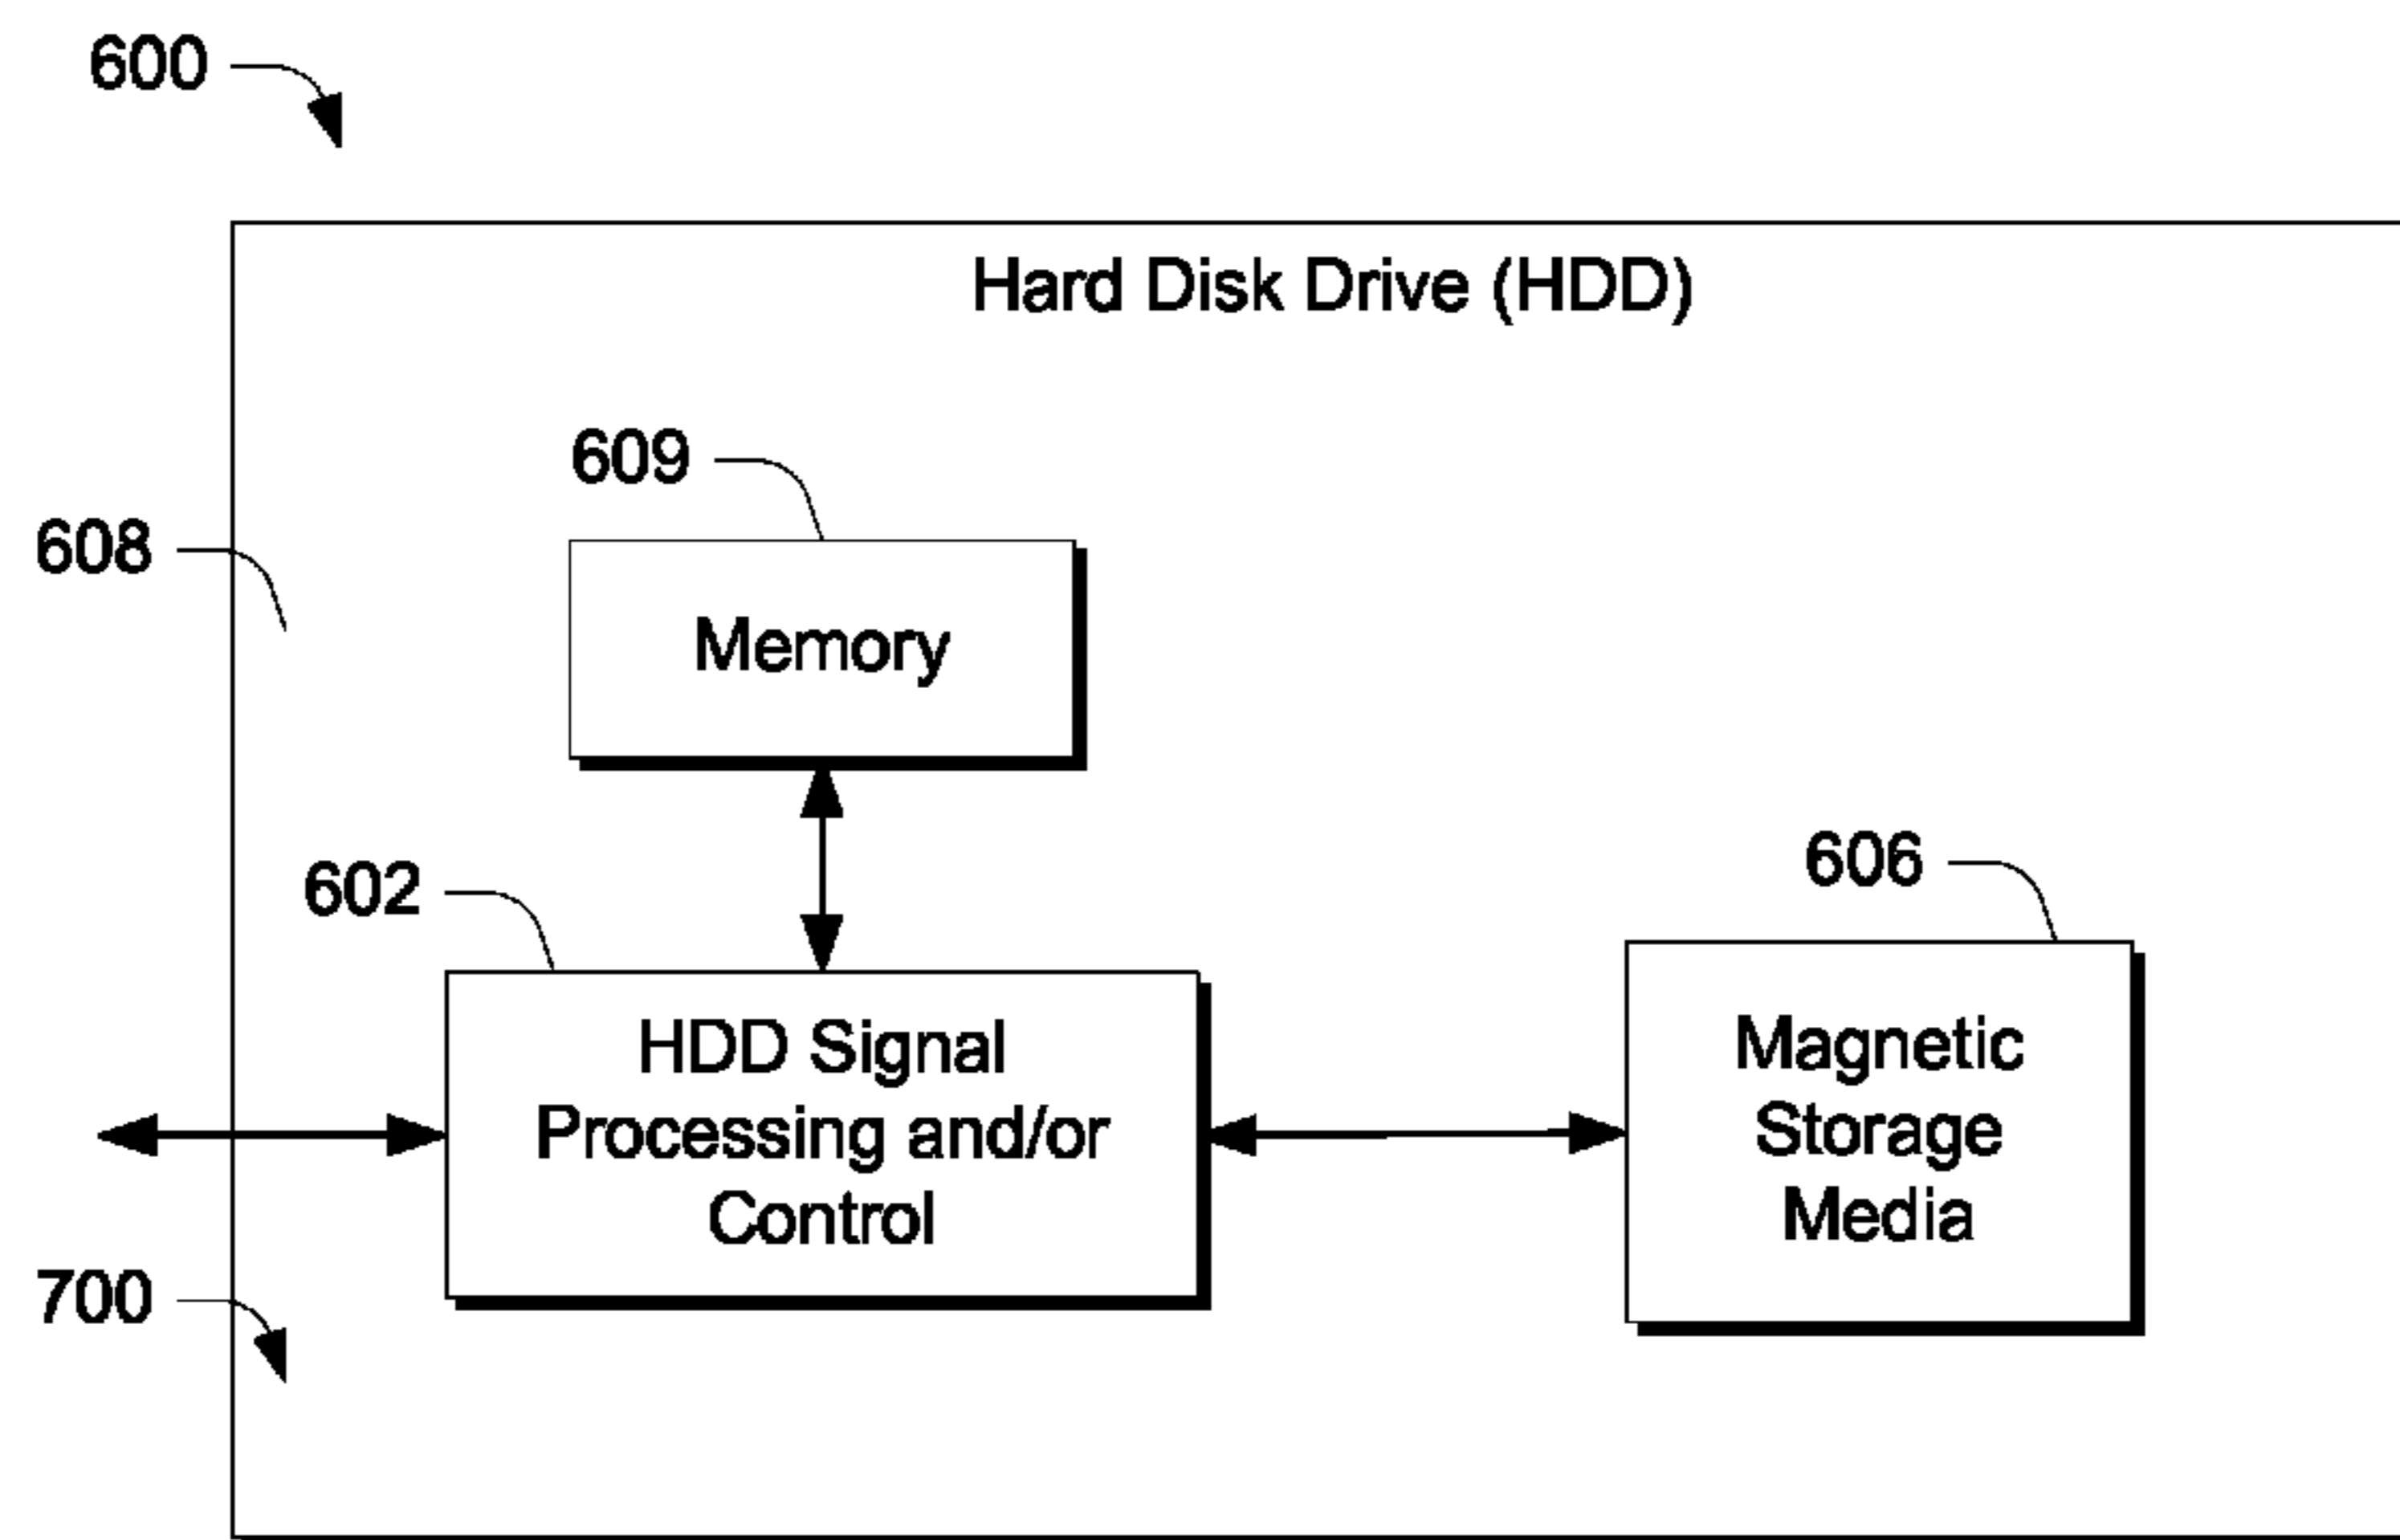 600
Hard Disk Drive (HDD)
609
608
Memory
602
606
HDD Signal
Processing and/or
Control
Magnetic
Storage
Media
700